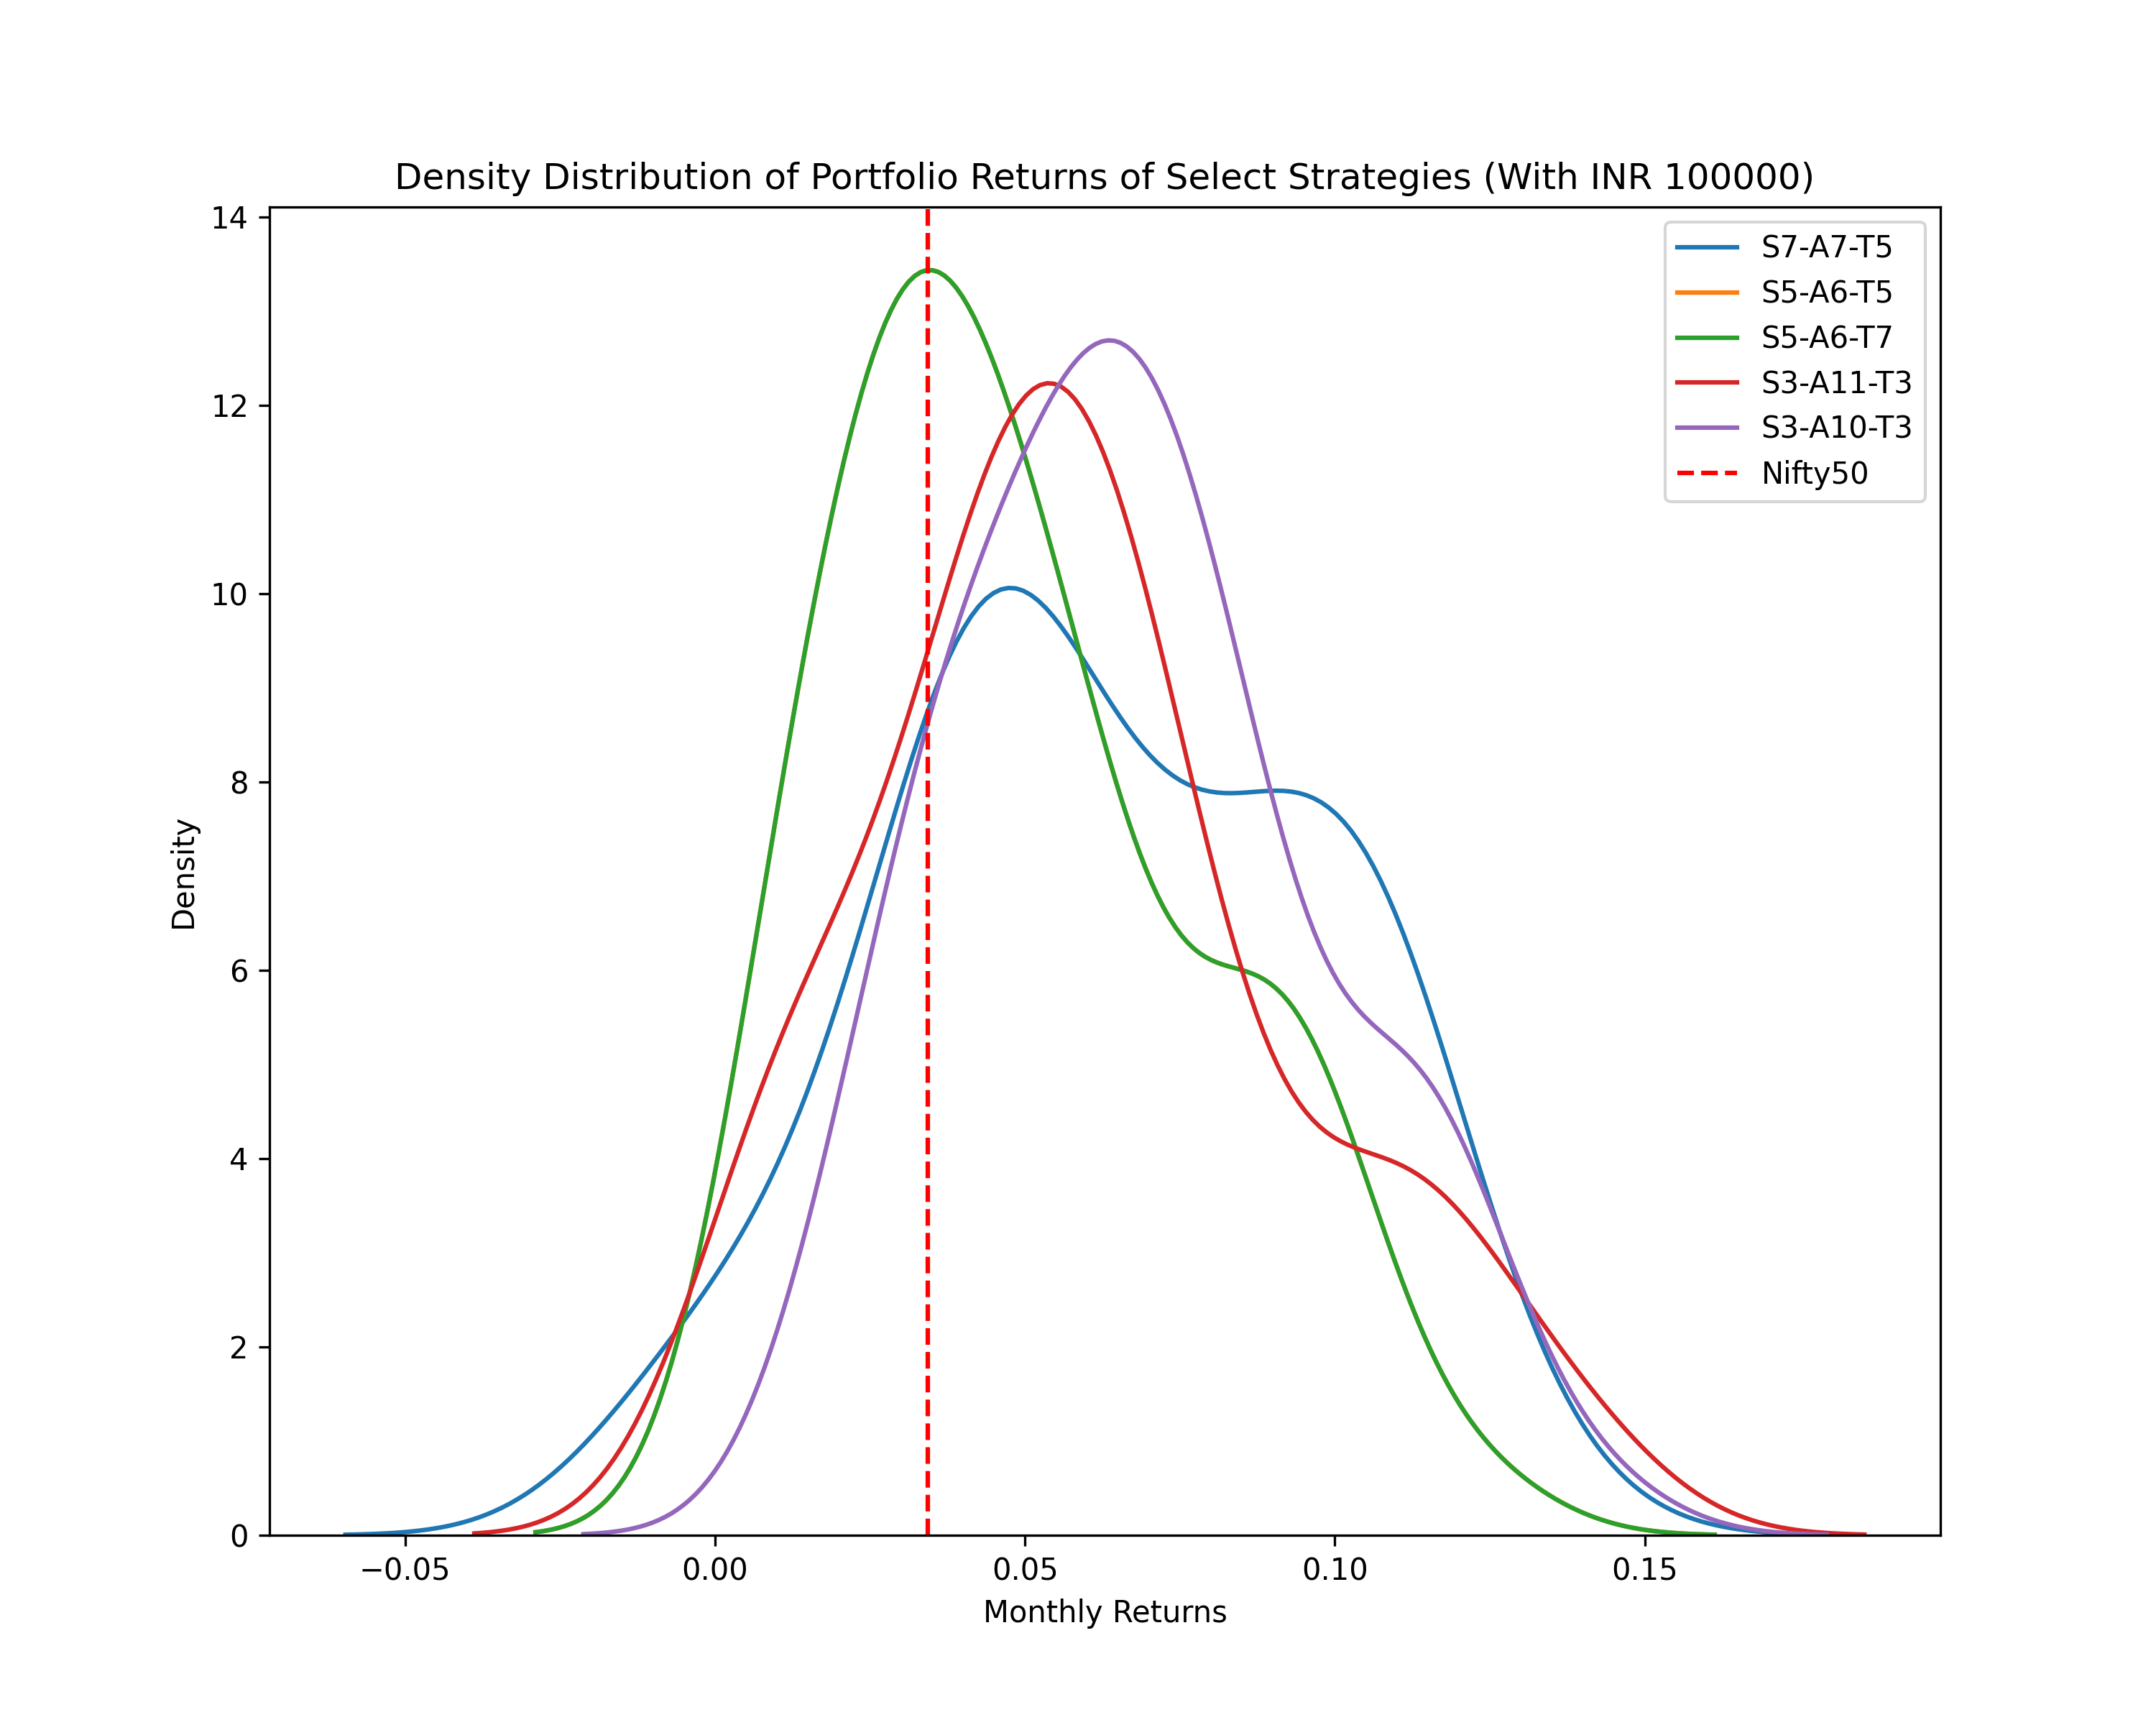 Density Distribution of Portfolio Returns of Select Strategies (With INR 100000)
14
12
10
8
6
4
2
0
Density
S7-A7-T5
S5-A6-T5
S5-A6-T7
S3-A11-T3
S3-A10-T3
Nifty50
−0.05 0.00 0.05 0.10 0.15
Monthly Returns